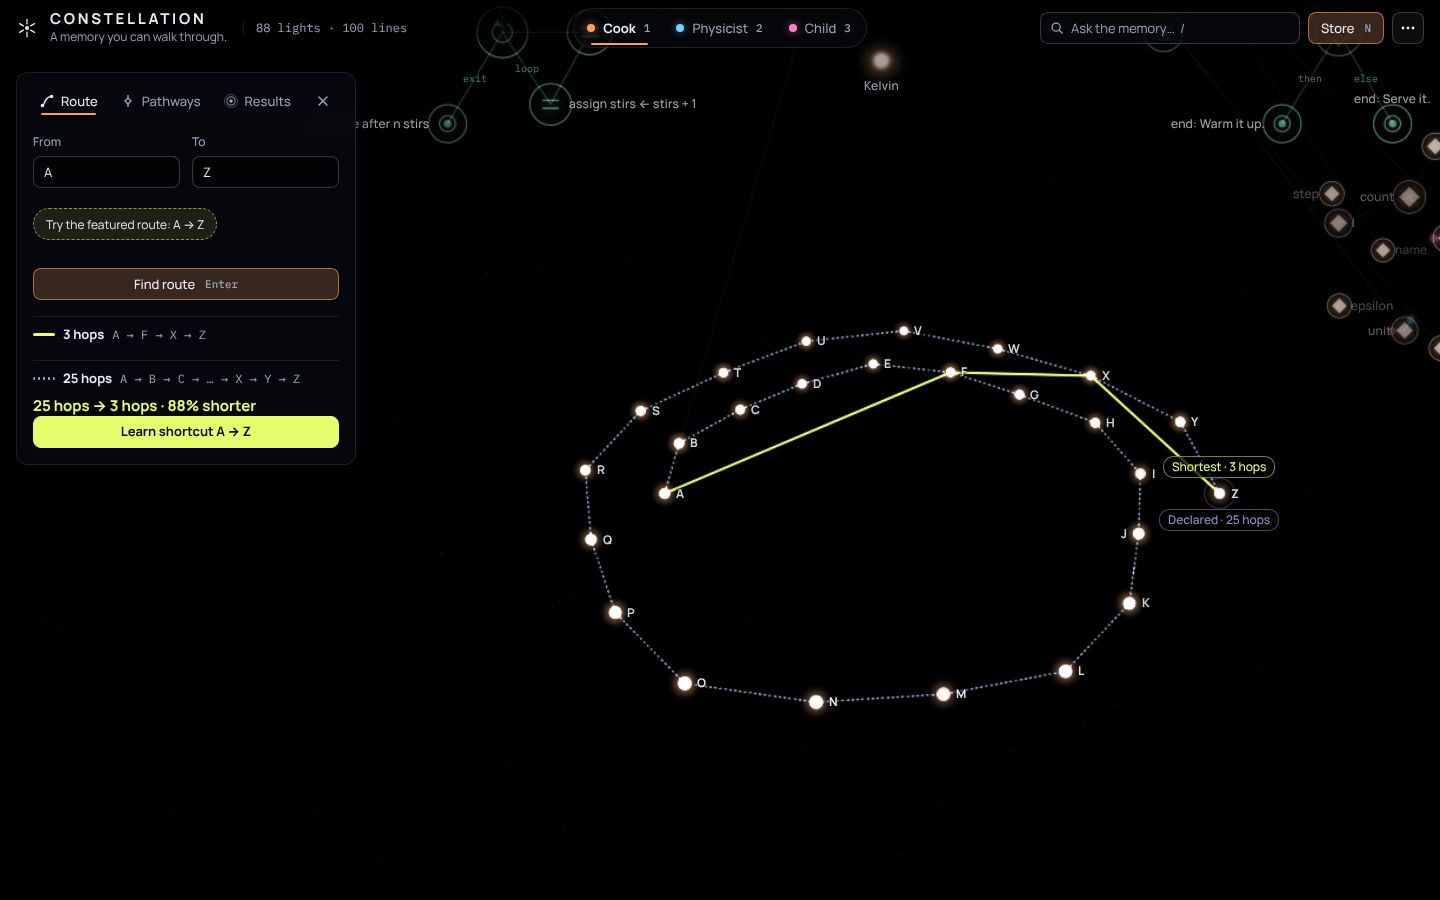 CONSTELLATION
A memory you can walk through.
88 lights · 100 lines
Cook 1
Physicist 2
Child 3
Ask the memory… /
Store N
Route
Pathways
Results
From
To
A
Z
Try the featured route: A → Z
Find route Enter
3 hops A → F → X → Z
25 hops A → B → C → … → X → Y → Z
25 hops → 3 hops · 88% shorter
Learn shortcut A → Z
exit
loop
assign stirs ← stirs + 1
after n stirs
Kelvin
then
else
end: Serve it.
end: Warm it up.
step
count
i
name
epsilon
unit
V
U
W
E
T
F
X
D
G
S
C
H
Y
B
R
I
Shortest · 3 hops
A
Z
Declared · 25 hops
J
Q
K
P
L
O
M
N